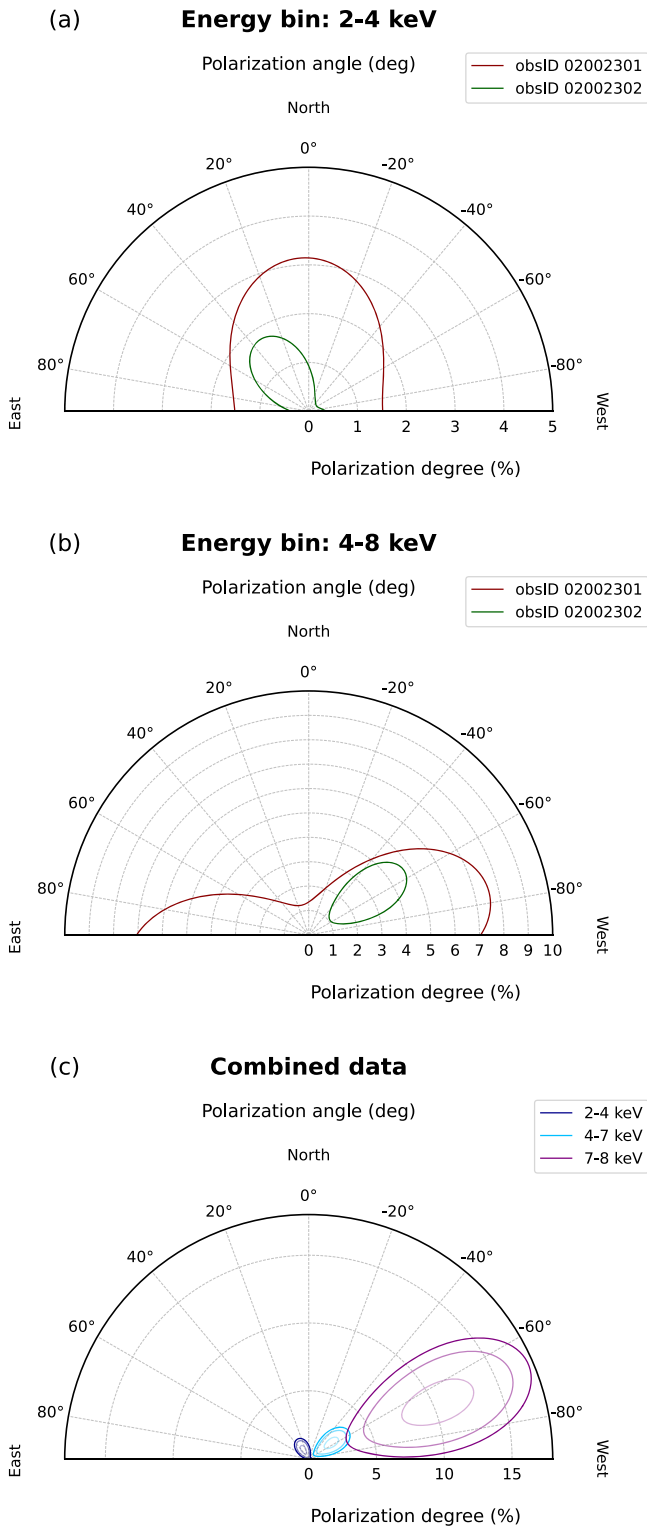 (a) Energy bin: 2-4 keV
Polarization angle (deg)
obsID 02002301
obsID 02002302
North
0°
20° -20°
40° -40°
60° -60°
80° -80°
East West
0 1 2 3 4 5
Polarization degree (%)
(b) Energy bin: 4-8 keV
Polarization angle (deg)
obsID 02002301
obsID 02002302
North
0°
20° -20°
40° -40°
60° -60°
80° -80°
East West
0 1 2 3 4 5 6 7 8 9 10
Polarization degree (%)
(c) Combined data
Polarization angle (deg)
2-4 keV
4-7 keV
7-8 keV
North
0°
20° -20°
40° -40°
60° -60°
80° -80°
East West
0 5 10 15
Polarization degree (%)